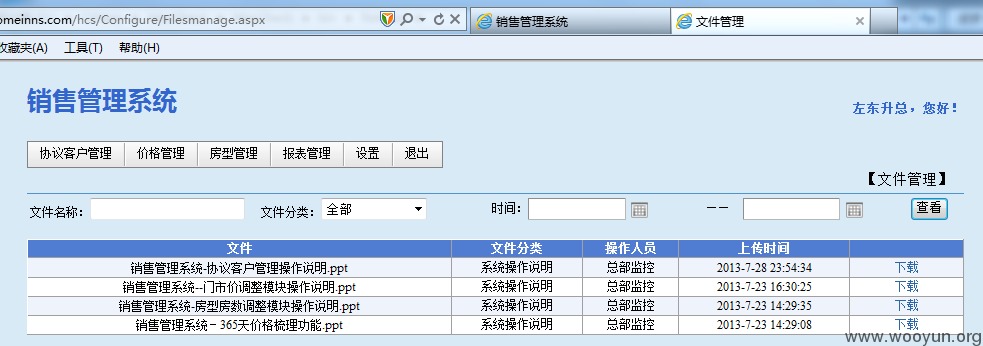 omeinns.com/hcs/Configure/Filesmanage.aspx 销售管理系统 文件管理
收藏夹(A) 工具(T) 帮助(H)
销售管理系统
左东升总，您好！
协议客户管理 价格管理 房型管理 报表管理 设置 退出
【文件管理】
文件名称： 文件分类： 全部 时间： －－ 查看
文件 文件分类 操作人员 上传时间
销售管理系统-协议客户管理操作说明.ppt 系统操作说明 总部监控 2013-7-28 23:54:34 下载
销售管理系统--门市价调整模块操作说明.ppt 系统操作说明 总部监控 2013-7-23 16:30:25 下载
销售管理系统-房型房数调整模块操作说明.ppt 系统操作说明 总部监控 2013-7-23 14:29:35 下载
销售管理系统－365天价格梳理功能.ppt 系统操作说明 总部监控 2013-7-23 14:29:08 下载
www.wooyun.org